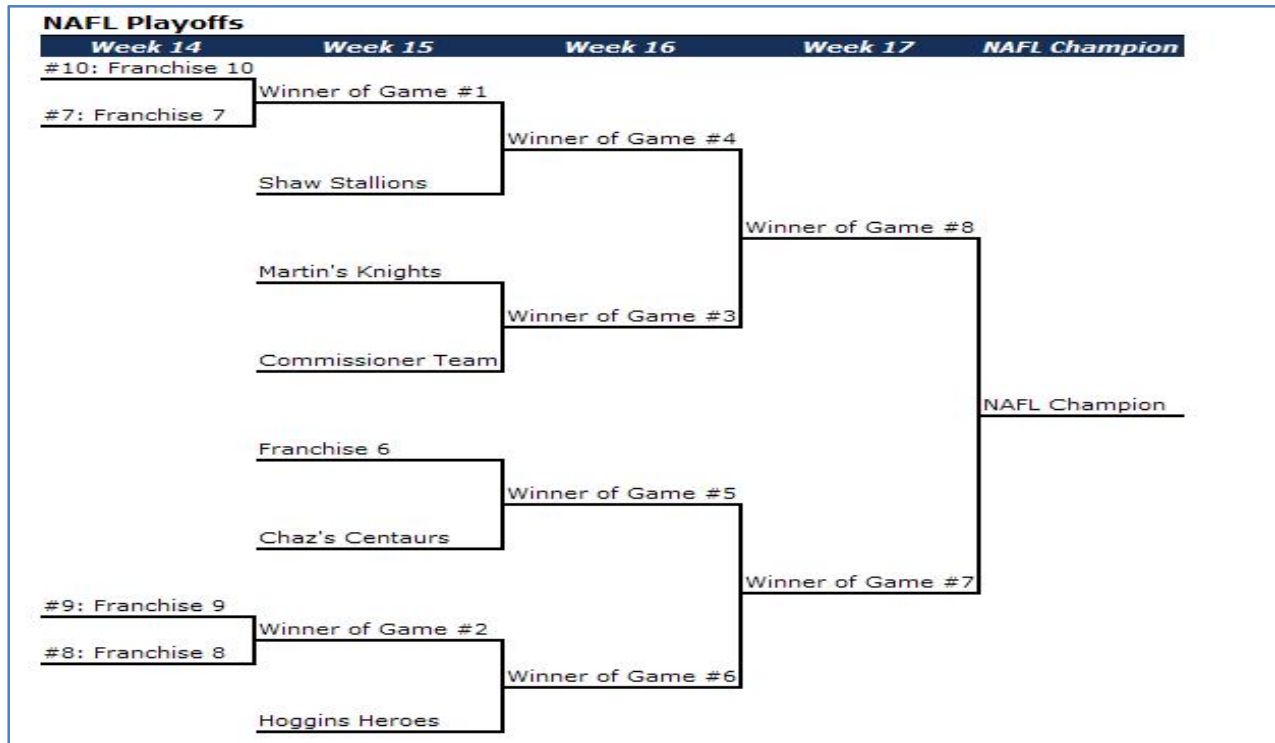 NAFL Playoffs
Week 14 Week 15 Week 16 Week 17 NAFL Champion
#10: Franchise 10
Winner of Game #1
#7: Franchise 7
Winner of Game #4
Shaw Stallions
Winner of Game #8
Martin's Knights
Winner of Game #3
Commissioner Team
NAFL Champion
Franchise 6
Winner of Game #5
Chaz's Centaurs
Winner of Game #7
#9: Franchise 9
Winner of Game #2
#8: Franchise 8
Winner of Game #6
Hoggins Heroes